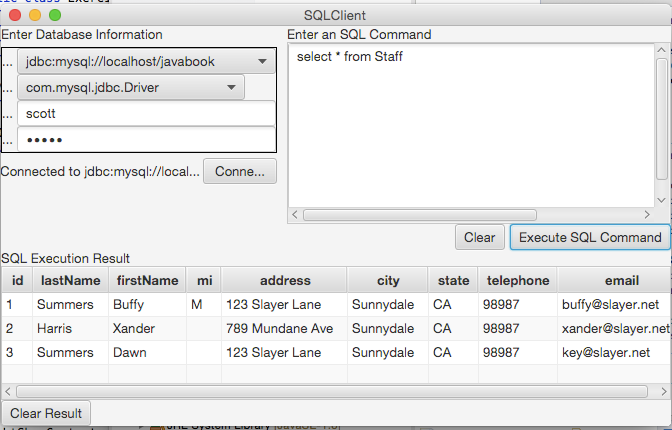 SQLClient
Enter Database Information
Enter an SQL Command
... jdbc:mysql://localhost/javabook
... com.mysql.jdbc.Driver
... scott
... •••••
select * from Staff
Connected to jdbc:mysql://local... Conne...
Clear Execute SQL Command
SQL Execution Result
id lastName firstName mi address city state telephone email
1 Summers Buffy M 123 Slayer Lane Sunnydale CA 98987 buffy@slayer.net
2 Harris Xander 789 Mundane Ave Sunnydale CA 98987 xander@slayer.net
3 Summers Dawn 123 Slayer Lane Sunnydale CA 98987 key@slayer.net
Clear Result